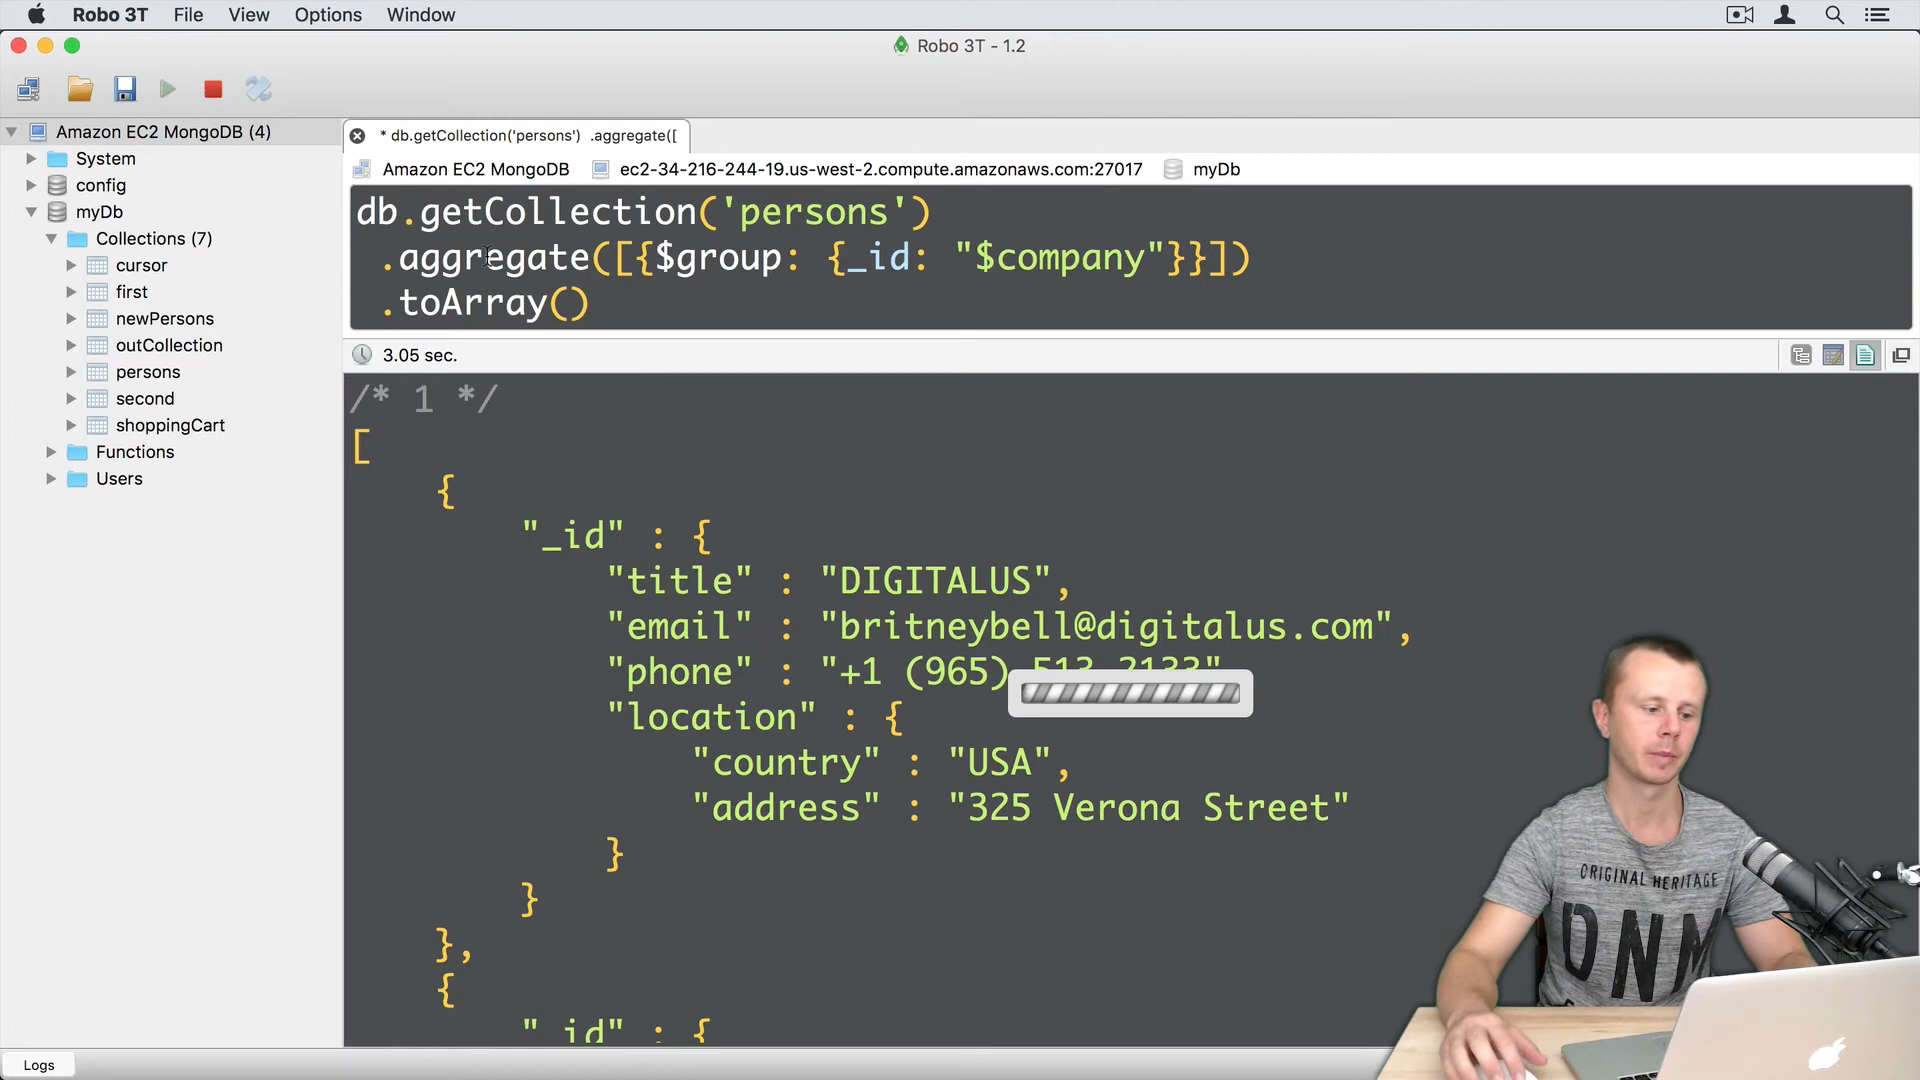 Robo 3T File View Options Window
Robo 3T - 1.2
Amazon EC2 MongoDB (4)
System
config
myDb
Collections (7)
cursor
first
newPersons
outCollection
persons
second
shoppingCart
Functions
Users
* db.getCollection('persons') .aggregate([
Amazon EC2 MongoDB ec2-34-216-244-19.us-west-2.compute.amazonaws.com:27017 myDb
db.getCollection('persons')
.aggregate([{$group: {_id: "$company"}}])
.toArray()
3.05 sec.
/* 1 */
[
{
"_id" : {
"title" : "DIGITALUS",
"email" : "britneybell@digitalus.com",
"phone" : "+1 (965) 513-2133"
"location" : {
"country" : "USA",
"address" : "325 Verona Street"
}
}
},
{
"_id" : {
ORIGINAL HERITAGE
DNM
Logs